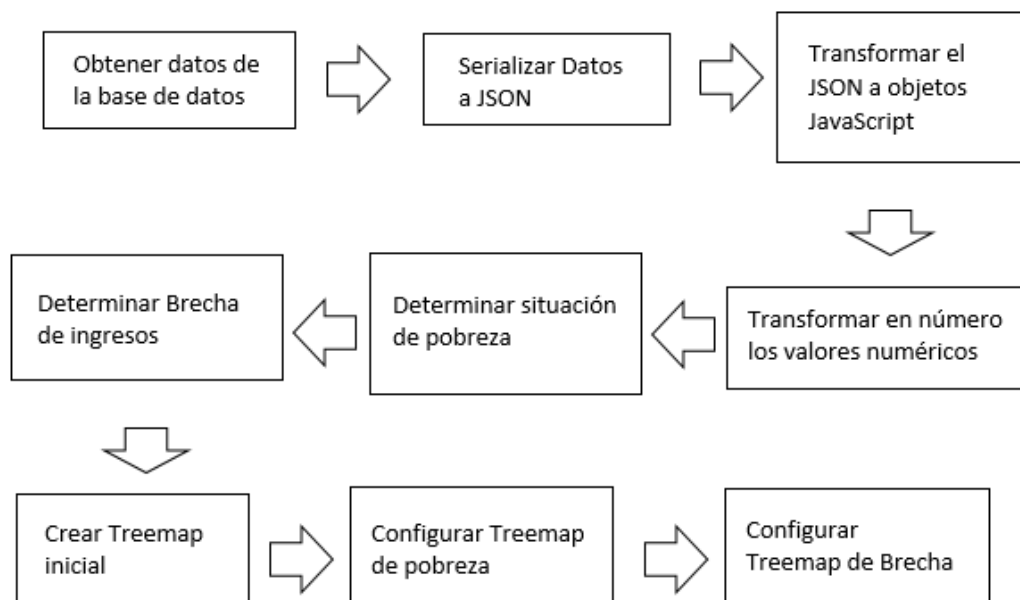 Obtener datos de
la base de datos
Serializar Datos
a JSON
Transformar el
JSON a objetos
JavaScript
Transformar en número
los valores numéricos
Determinar situación
de pobreza
Determinar Brecha
de ingresos
Crear Treemap
inicial
Configurar Treemap
de pobreza
Configurar
Treemap de Brecha